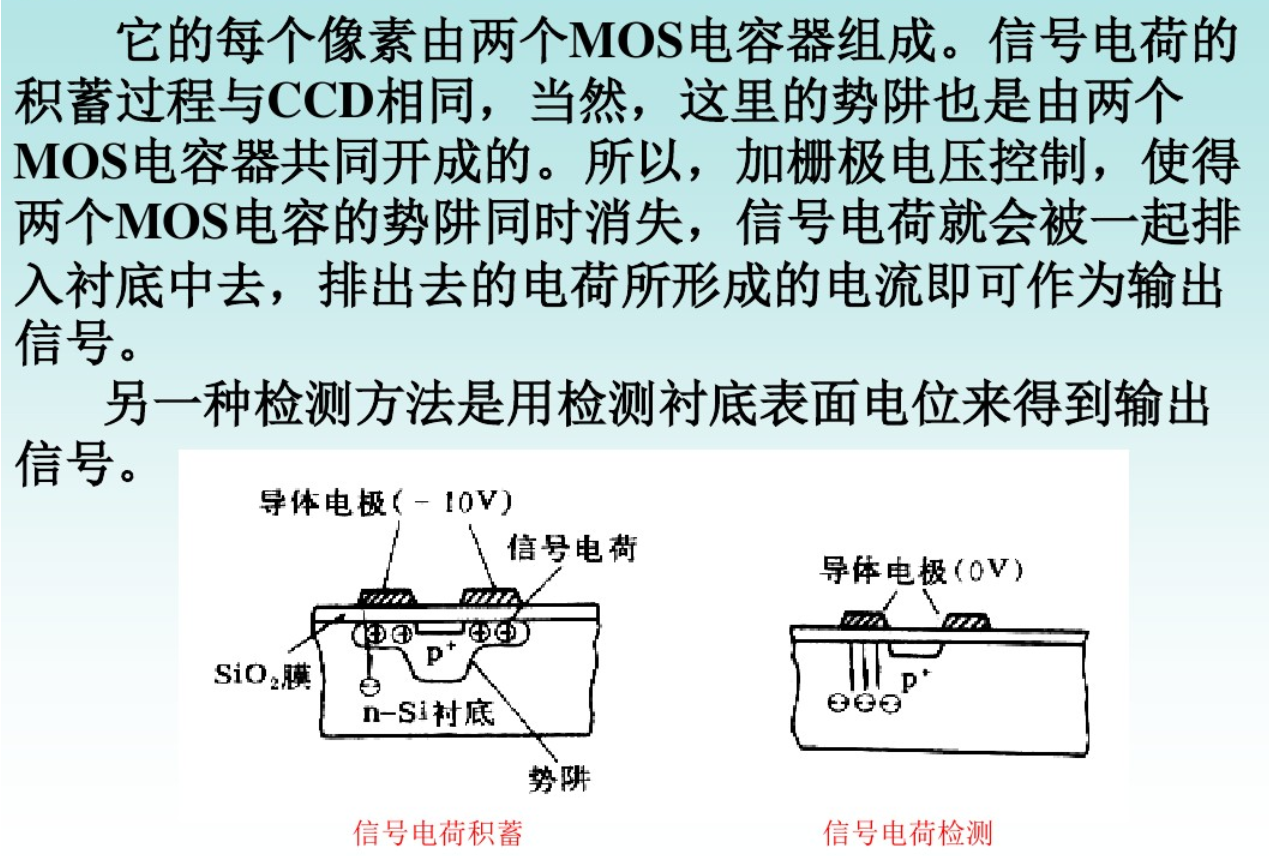 它的每个像素由两个MOS电容器组成。信号电荷的
积蓄过程与CCD相同，当然，这里的势阱也是由两个
MOS电容器共同开成的。所以，加栅极电压控制，使得
两个MOS电容的势阱同时消失，信号电荷就会被一起排
入衬底中去，排出去的电荷所形成的电流即可作为输出
信号。
另一种检测方法是用检测衬底表面电位来得到输出
信号。
导体电极(-10V)
信号电荷
p⁺
SiO₂膜
n-Si衬底
势阱
信号电荷积蓄
导体电极(0V)
p⁺
信号电荷检测